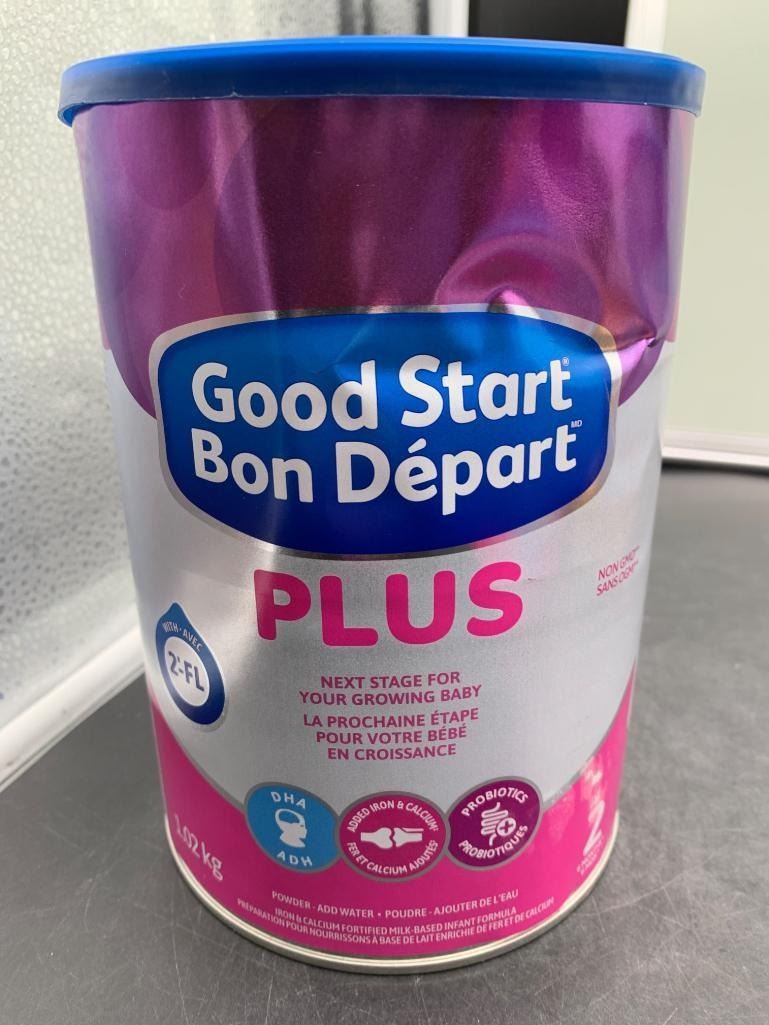 Good Start®
Bon Départ MD
PLUS
NON GMO
SANS OGM
WITH · AVEC
2'-FL
NEXT STAGE FOR
YOUR GROWING BABY
LA PROCHAINE ÉTAPE
POUR VOTRE BÉBÉ
EN CROISSANCE
DHA
ADH
ADDED IRON & CALCIUM
FER ET CALCIUM AJOUTÉS
PROBIOTICS
PROBIOTIQUES
2
1.02 kg
POWDER - ADD WATER • POUDRE - AJOUTER DE L'EAU
IRON & CALCIUM FORTIFIED MILK-BASED INFANT FORMULA
PRÉPARATION POUR NOURRISSONS À BASE DE LAIT ENRICHIE DE FER ET DE CALCIUM